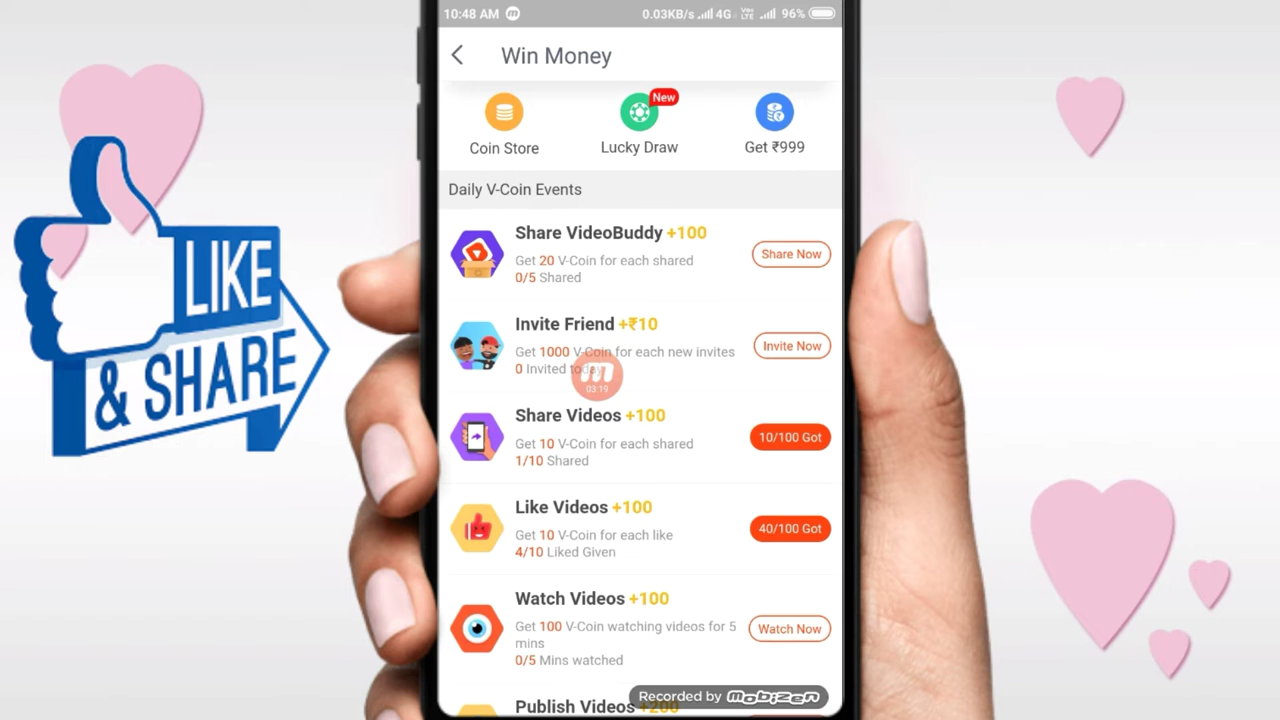 10:48 AM
0.03KB/s 4G VoLTE 96%
Win Money
New
Coin Store
Lucky Draw
Get ₹999
Daily V-Coin Events
Share VideoBuddy +100
Get 20 V-Coin for each shared
0/5 Shared
Share Now
Invite Friend +₹10
Get 1000 V-Coin for each new invites
0 Invited today
Invite Now
03:19
Share Videos +100
Get 10 V-Coin for each shared
1/10 Shared
10/100 Got
Like Videos +100
Get 10 V-Coin for each like
4/10 Liked Given
40/100 Got
Watch Videos +100
Get 100 V-Coin watching videos for 5
mins
0/5 Mins watched
Watch Now
Publish Videos +200
Recorded by mobizen
LIKE
& SHARE